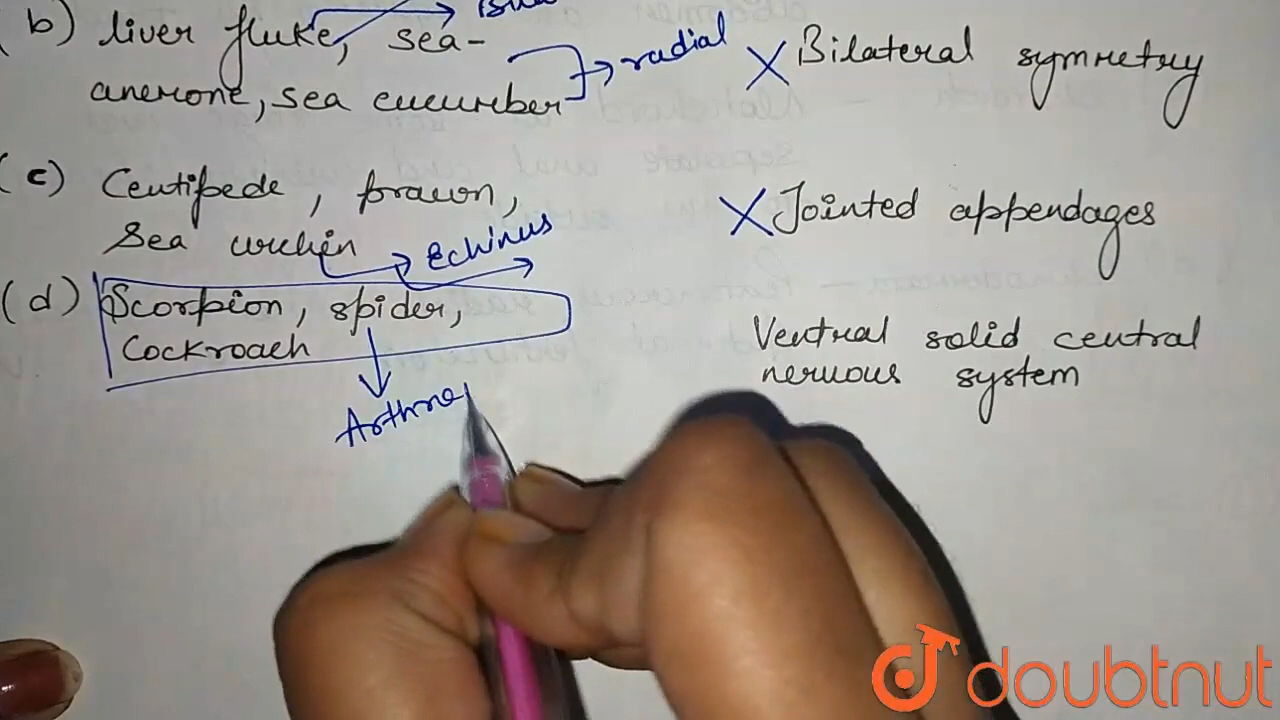 b) liver fluke, sea-
anemone, sea cucumber
radial
X Bilateral symmetry
(c) Centipede, prawn,
Sea urchin
Echinus
X Jointed appendages
(d) Scorpion, spider,
Cockroach
Ventral solid central
nervous system
doubtnut